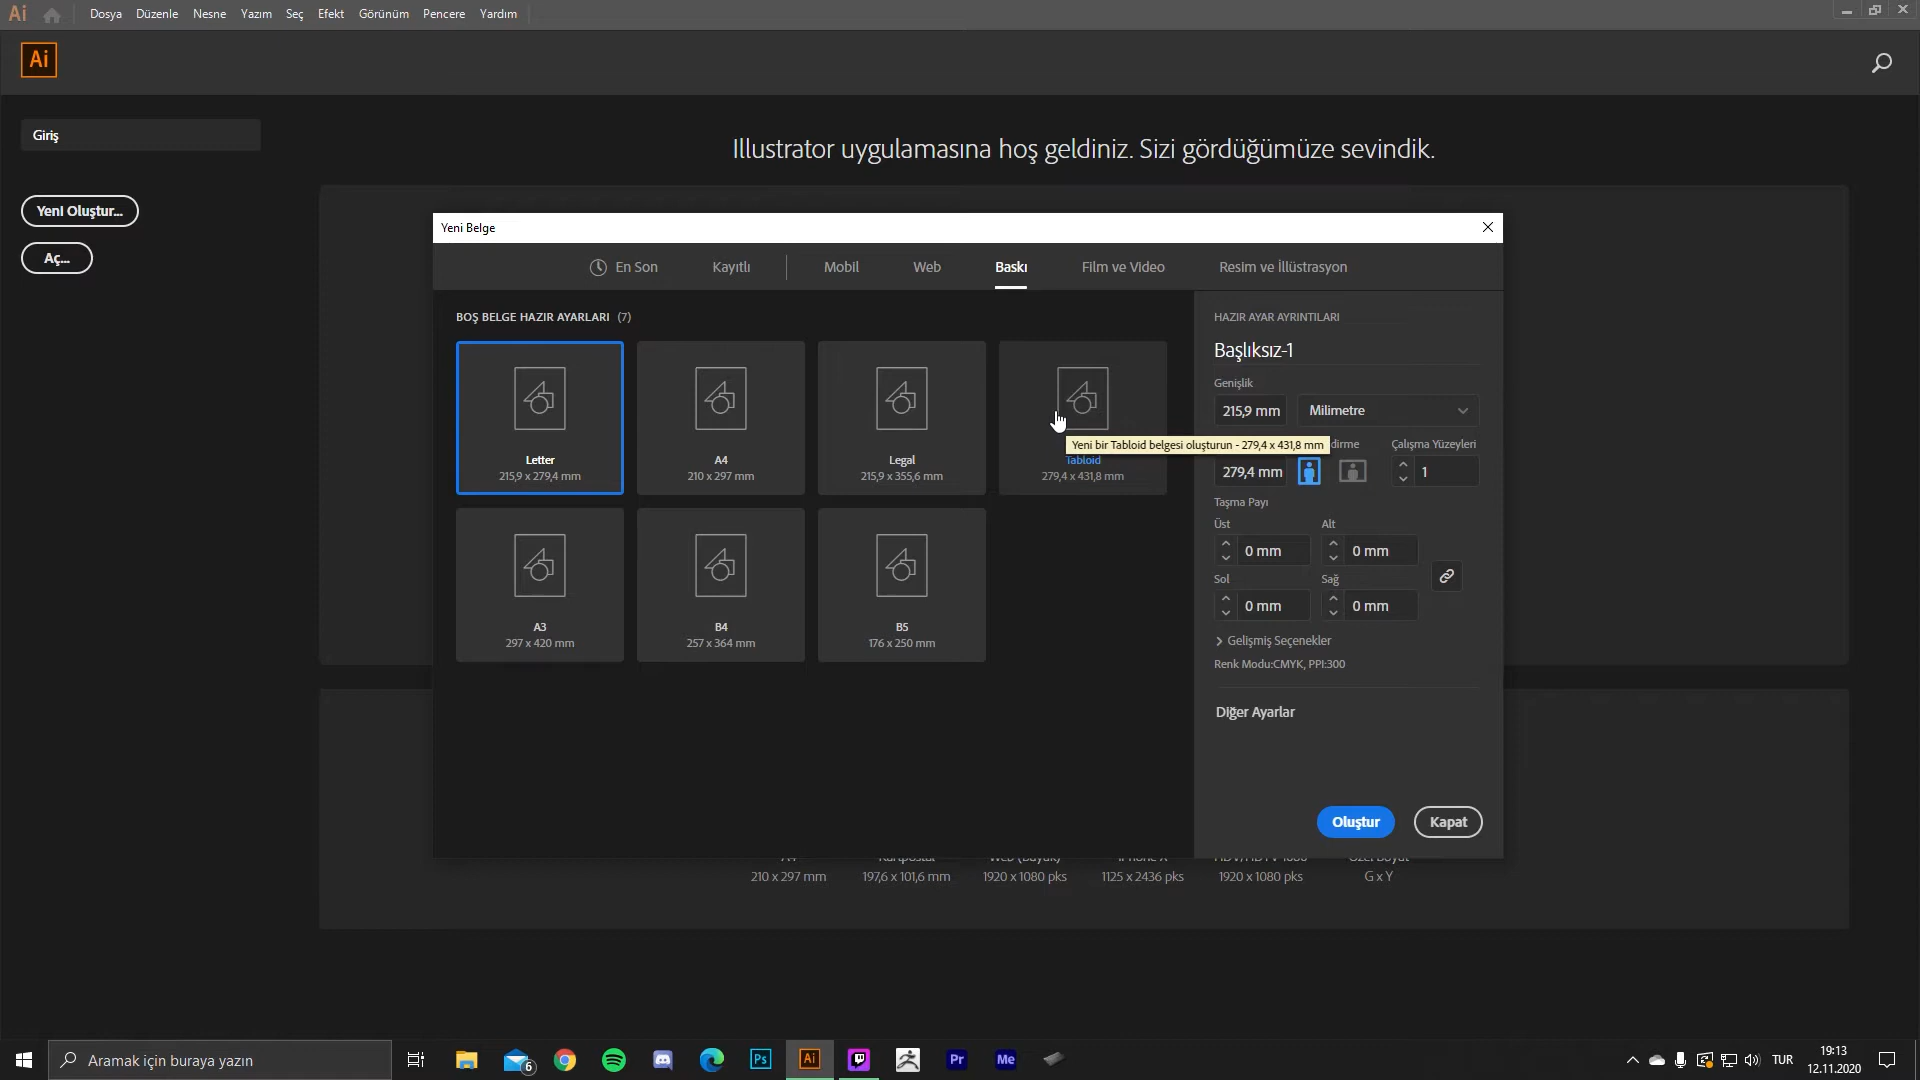 Ai
Dosya Düzenle Nesne Yazım Seç Efekt Görünüm Pencere Yardım
Ai
Giriş
Illustrator uygulamasına hoş geldiniz. Sizi gördüğümüze sevindik.
Yeni Oluştur...
Aç...
Yeni Belge
En Son Kayıtlı Mobil Web Baskı Film ve Video Resim ve İllüstrasyon
BOŞ BELGE HAZIR AYARLARI (7)
Letter
215,9 x 279,4 mm
A4
210 x 297 mm
Legal
215,9 x 355,6 mm
Yeni bir Tabloid belgesi oluşturun - 279,4 x 431,8 mm
Tabloid
279,4 x 431,8 mm
A3
297 x 420 mm
B4
257 x 364 mm
B5
176 x 250 mm
HAZIR AYAR AYRINTILARI
Başlıksız-1
Genişlik
215,9 mm Milimetre
dirme Çalışma Yüzeyleri
279,4 mm 1
Taşma Payı
Üst Alt
0 mm 0 mm
Sol Sağ
0 mm 0 mm
Gelişmiş Seçenekler
Renk Modu:CMYK, PPI:300
Diğer Ayarlar
Oluştur Kapat
210 x 297 mm 197,6 x 101,6 mm 1920 x 1080 pks 1125 x 2436 pks 1920 x 1080 pks G x Y
Aramak için buraya yazın
6
Ps
Ai
Pr
Me
TUR
19:13
12.11.2020